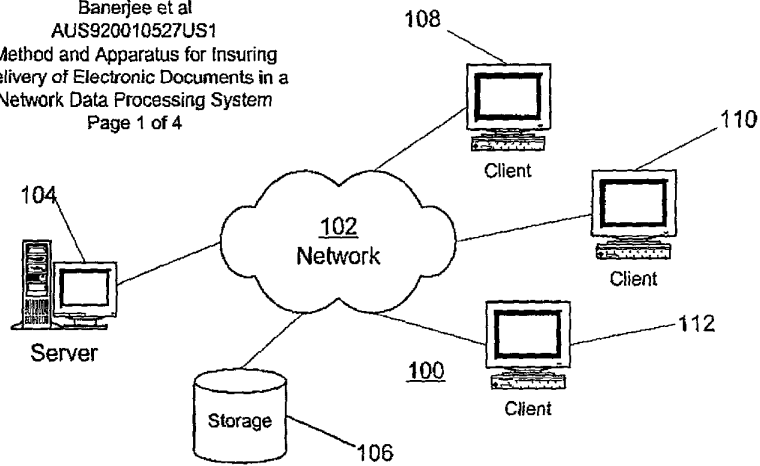 Banerjee et al
AUS920010527US1
Method and Apparatus for Insuring
elivery of Electronic Documents in a
Network Data Processing System
Page 1 of 4
108
110
104
102
Network
Client
Client
Server
112
100
Storage
Client
106